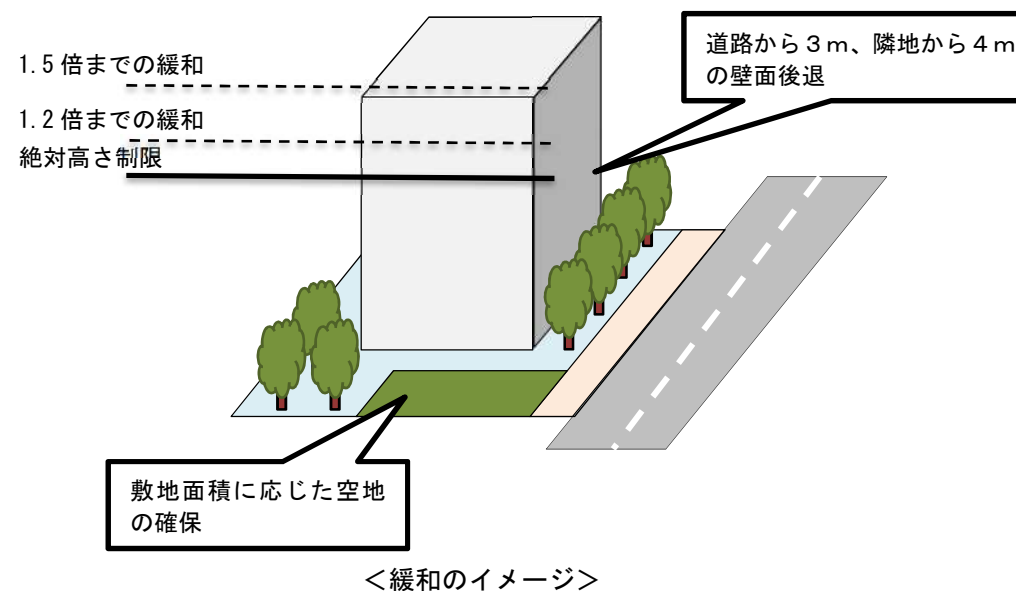 1.5 倍までの緩和
1.2 倍までの緩和
絶対高さ制限
道路から３ｍ、隣地から４ｍ
の壁面後退
敷地面積に応じた空地
の確保
＜緩和のイメージ＞